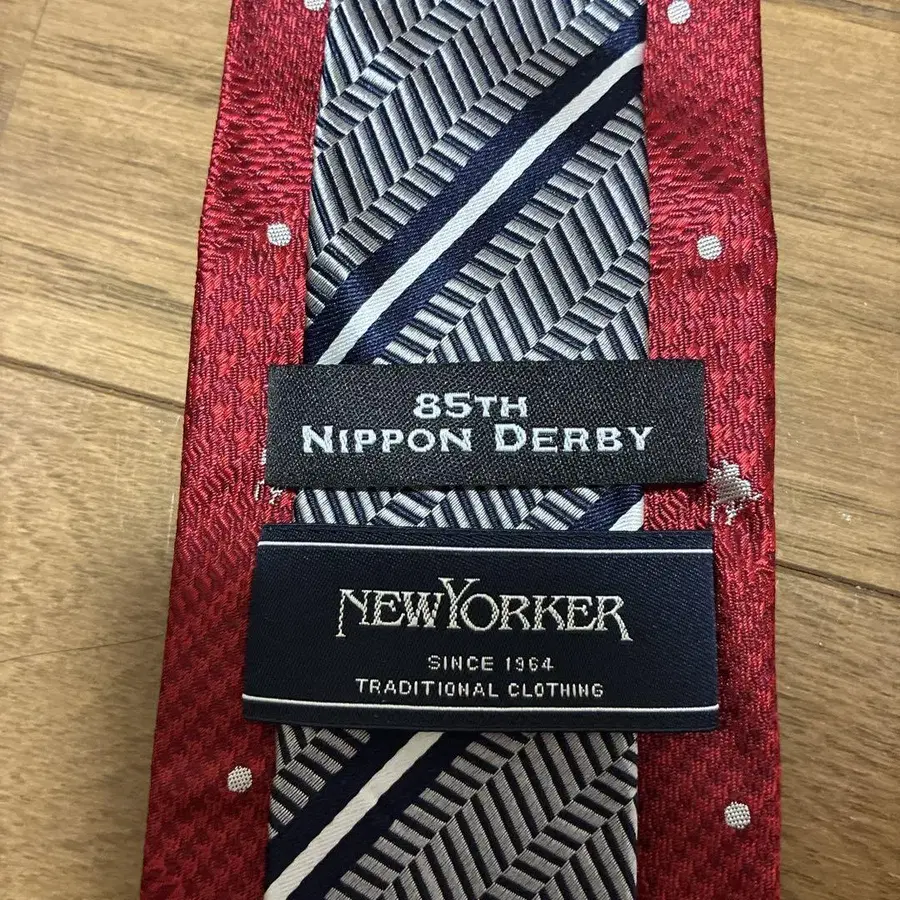 85TH
NIPPON DERBY
NEWYORKER
SINCE 1964
TRADITIONAL CLOTHING